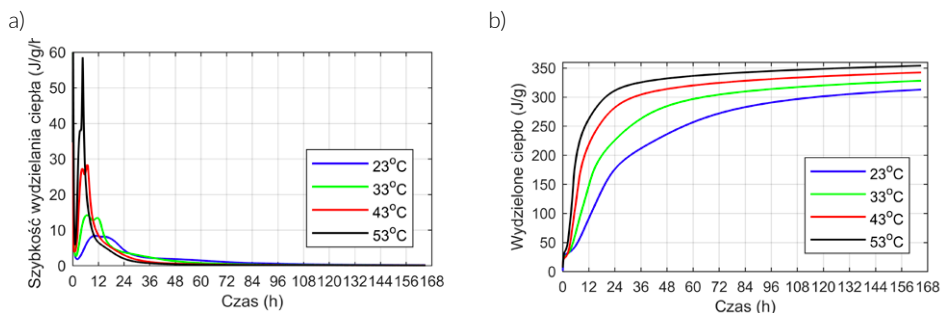 a)
b)
Szybkość wydzielania ciepła (J/g/h
60
50
40
30
20
10
0
0 12 24 36 48 60 72 84 96 108 120 132 144 156 168
Czas (h)
23°C
33°C
43°C
53°C
Wydzielone ciepło (J/g)
350
300
250
200
150
100
50
0
0 12 24 36 48 60 72 84 96 108 120 132 144 156 168
Czas (h)
23°C
33°C
43°C
53°C